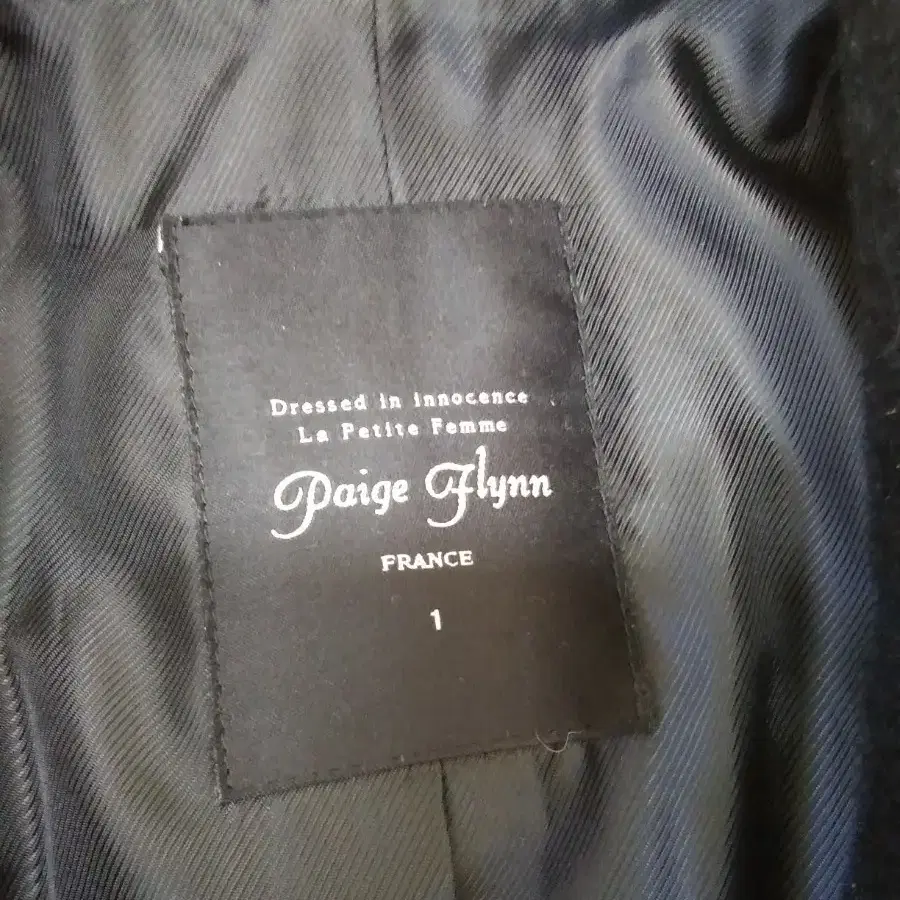 Dressed in innocence
La Petite Femme
Paige Flynn
FRANCE
1